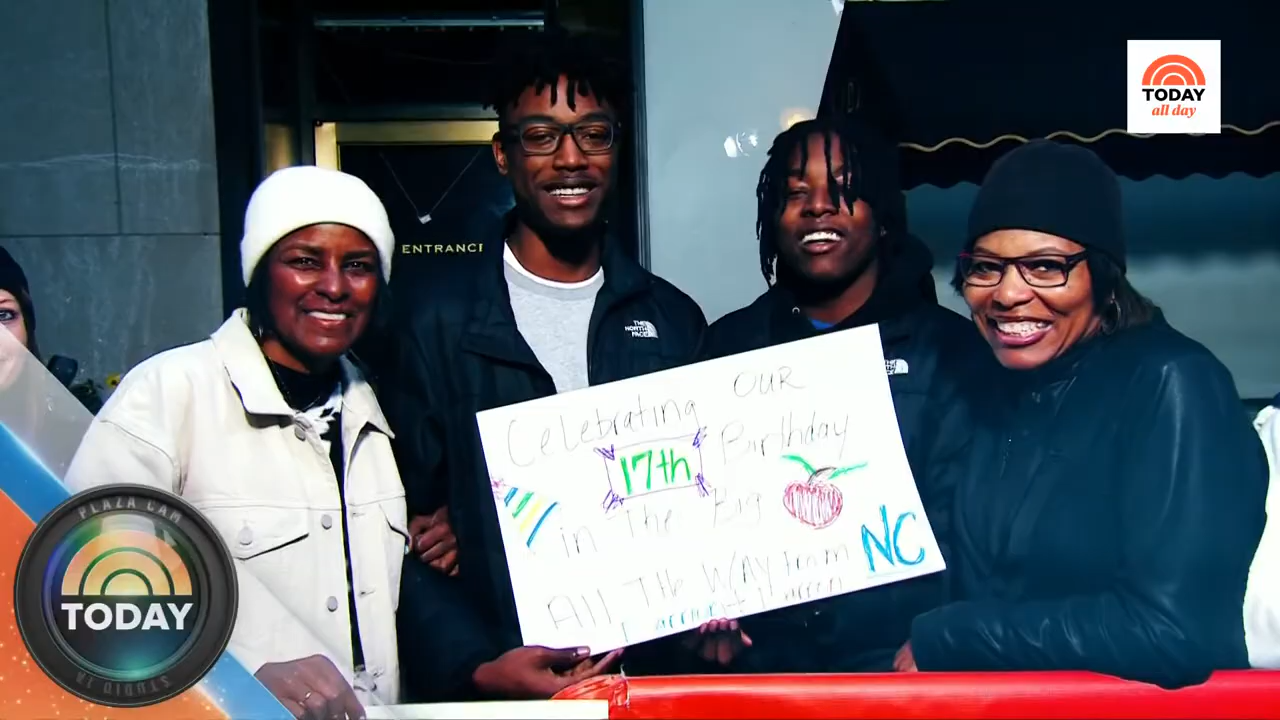 TODAY
all day
THE
NORTH
FACE
ENTRANCE
Celebrating OUR
17th Birthday
in The Big
All The WAy from NC
PLAZA CAM
TODAY
STUDIO 1A